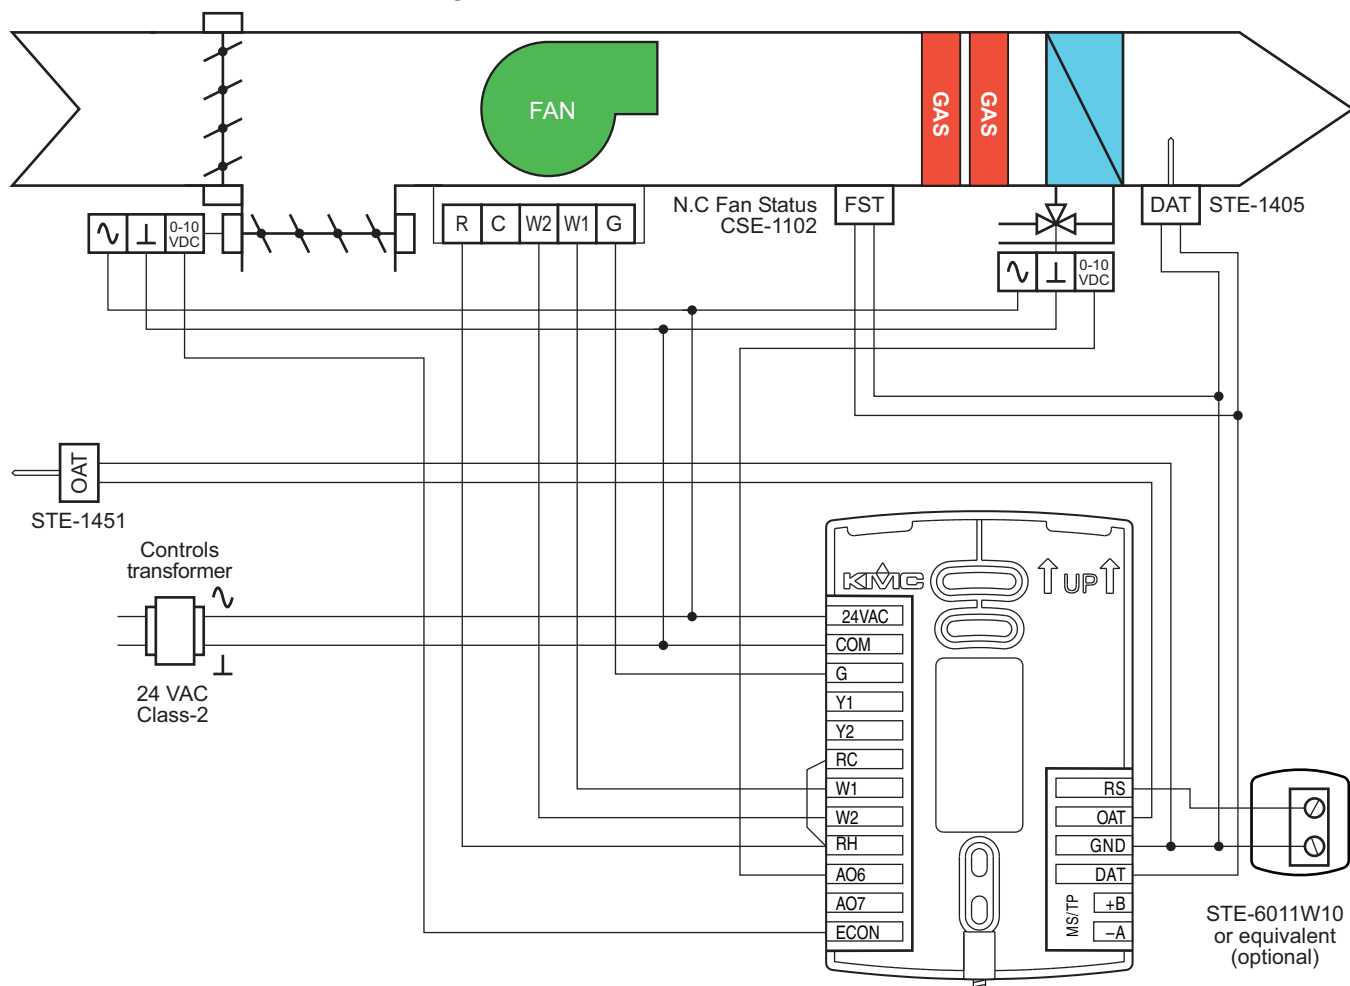 FAN
GAS
GAS
0-10
VDC
R
C
W2
W1
G
N.C Fan Status
CSE-1102
FST
DAT
STE-1405
0-10
VDC
OAT
STE-1451
Controls
transformer
24 VAC
Class-2
KMC
UP
24VAC
COM
G
Y1
Y2
RC
W1
W2
RH
AO6
AO7
ECON
RS
OAT
GND
DAT
MS/TP
+B
–A
STE-6011W10
or equivalent
(optional)